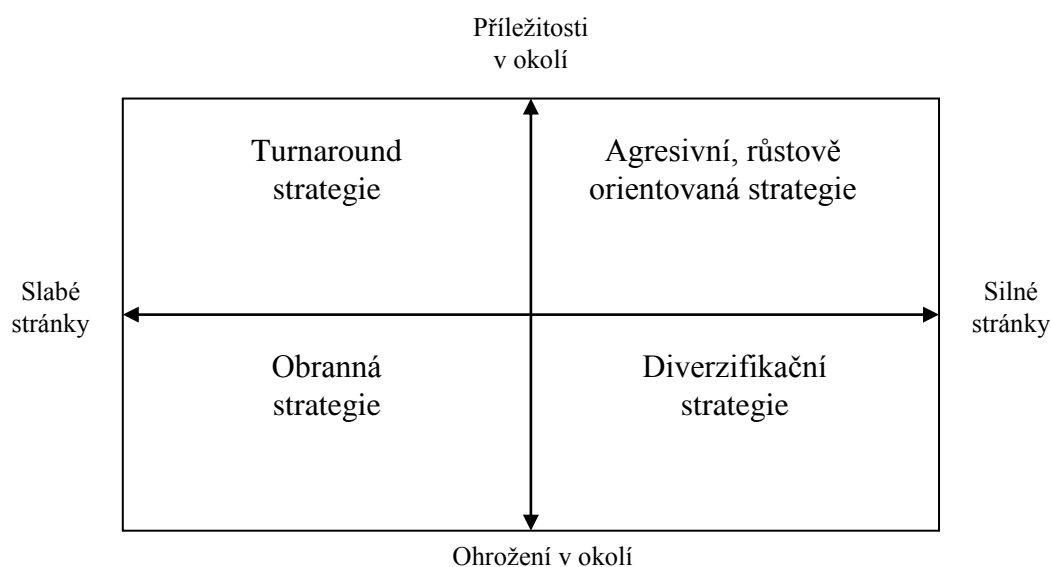 Příležitosti
v okolí
Turnaround
strategie
Agresivní, růstově
orientovaná strategie
Slabé
stránky
Silné
stránky
Obranná
strategie
Diverzifikační
strategie
Ohrožení v okolí